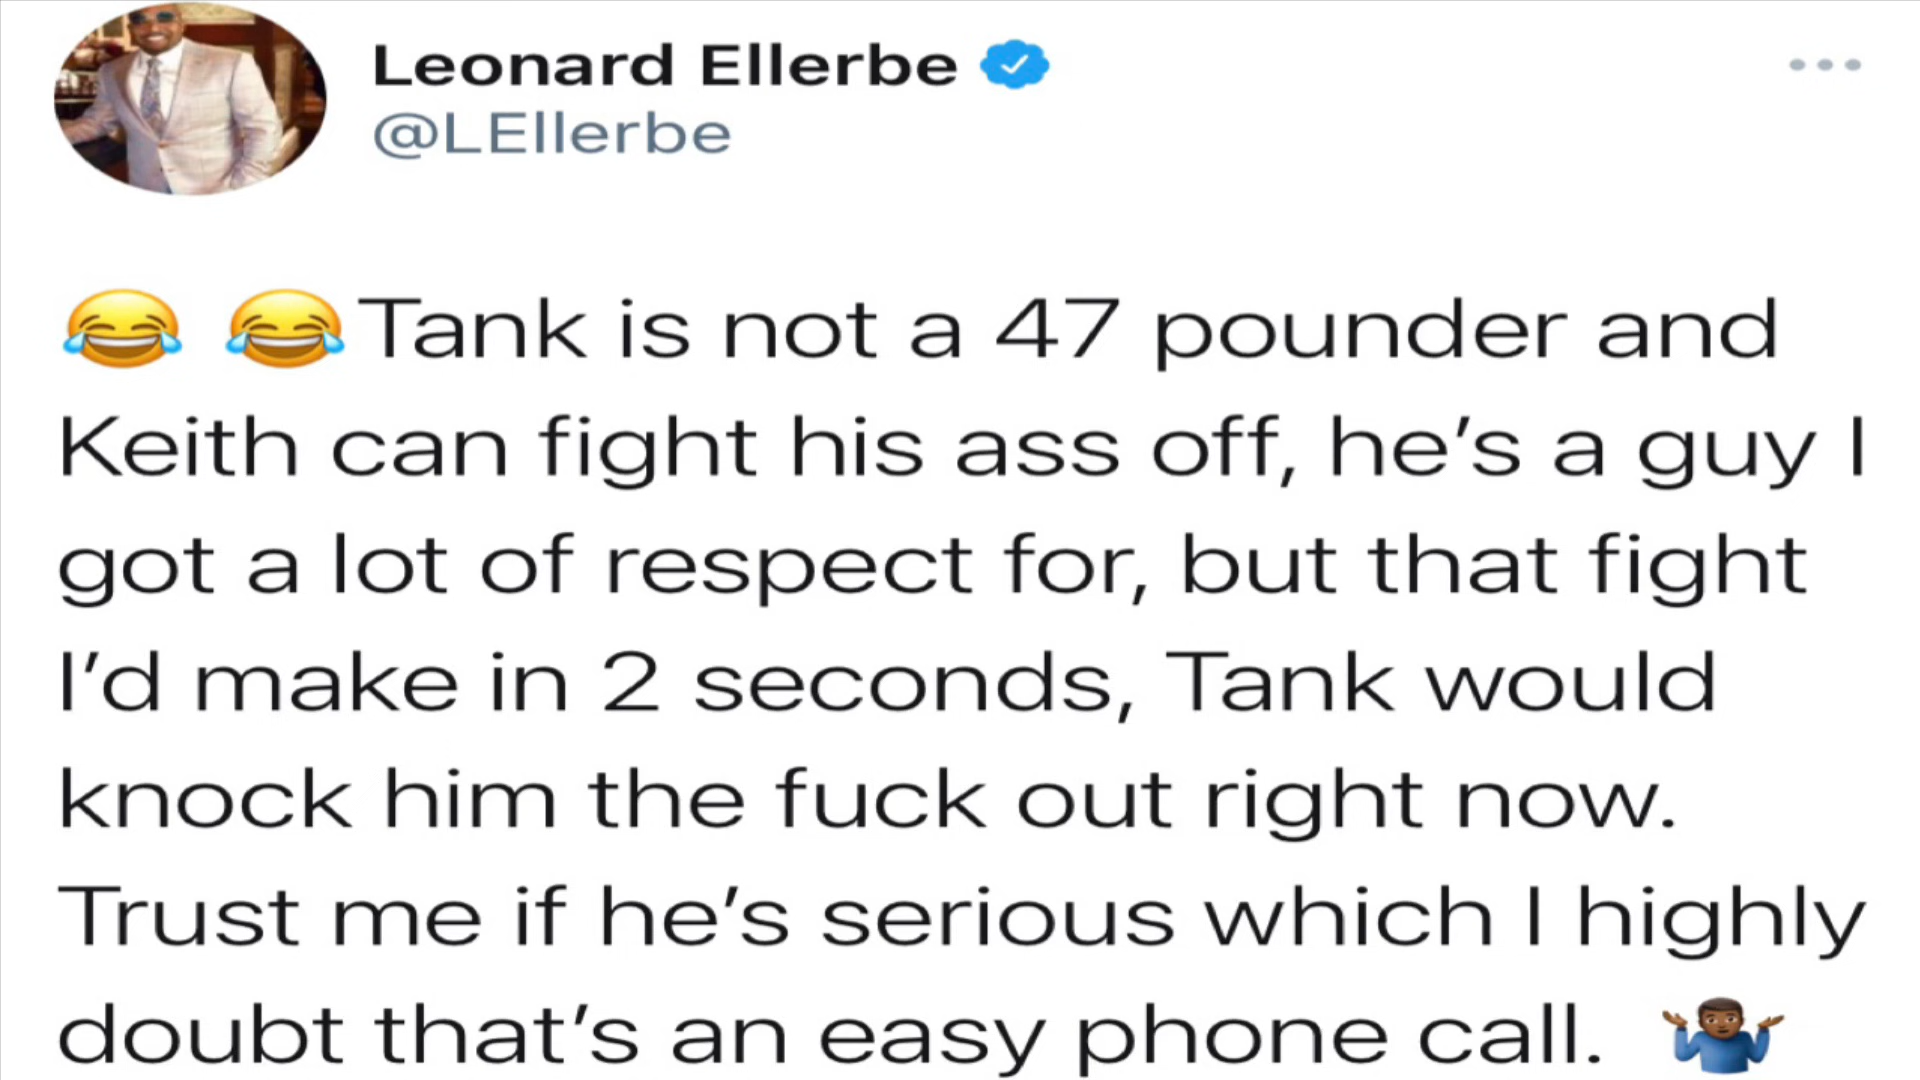 Leonard Ellerbe
@LEllerbe
😂 😂Tank is not a 47 pounder and
Keith can fight his ass off, he’s a guy I
got a lot of respect for, but that fight
I’d make in 2 seconds, Tank would
knock him the fuck out right now.
Trust me if he’s serious which I highly
doubt that’s an easy phone call. 🤷🏾‍♂️